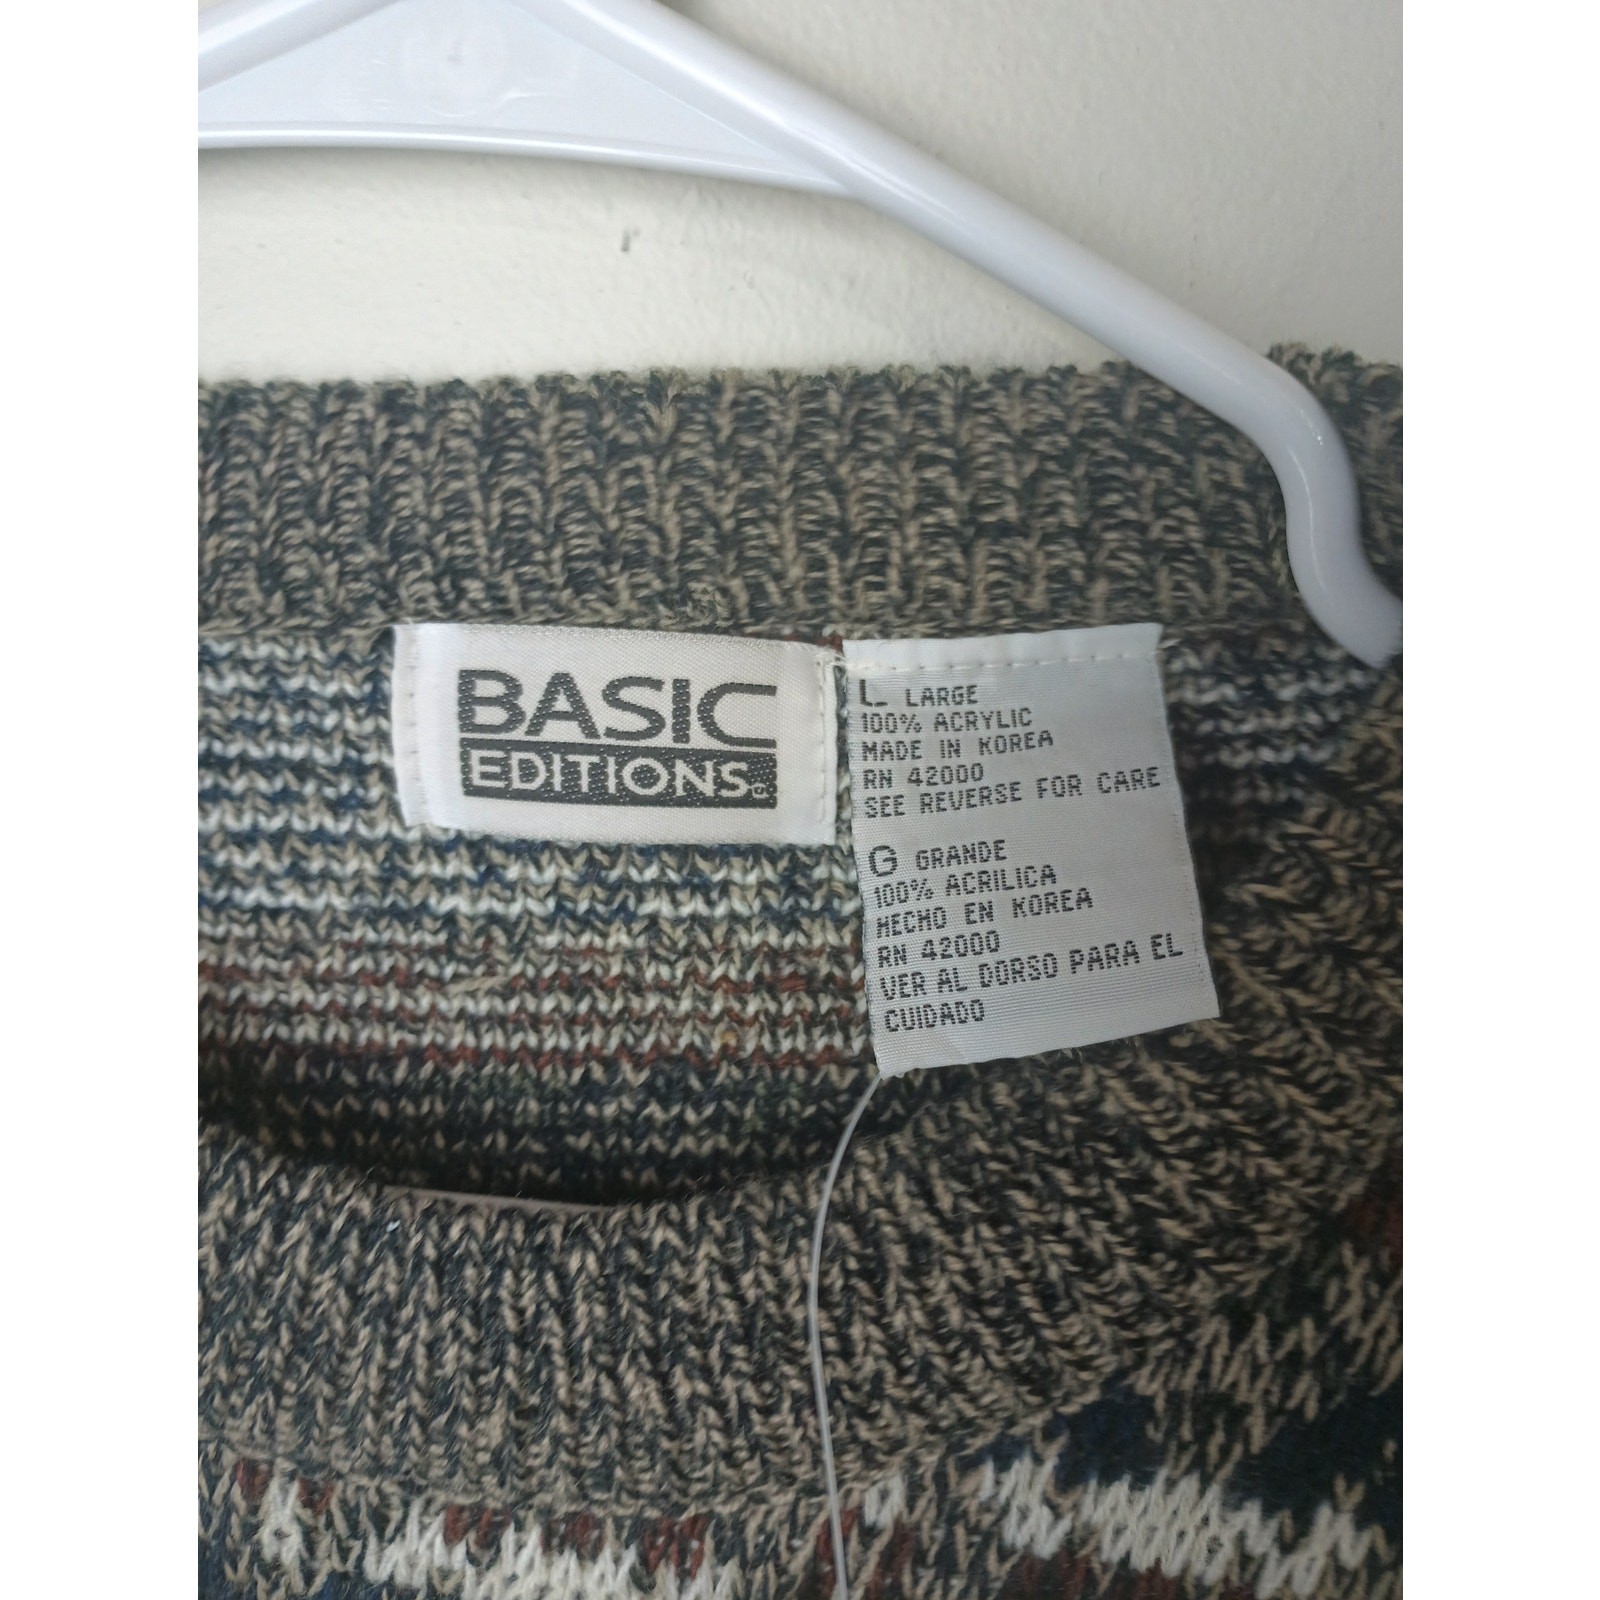 BASIC
EDITIONS
L LARGE
100% ACRYLIC
MADE IN KOREA
RN 42000
SEE REVERSE FOR CARE
G GRANDE
100% ACRILICA
HECHO EN KOREA
RN 42000
VER AL DORSO PARA EL
CUIDADO